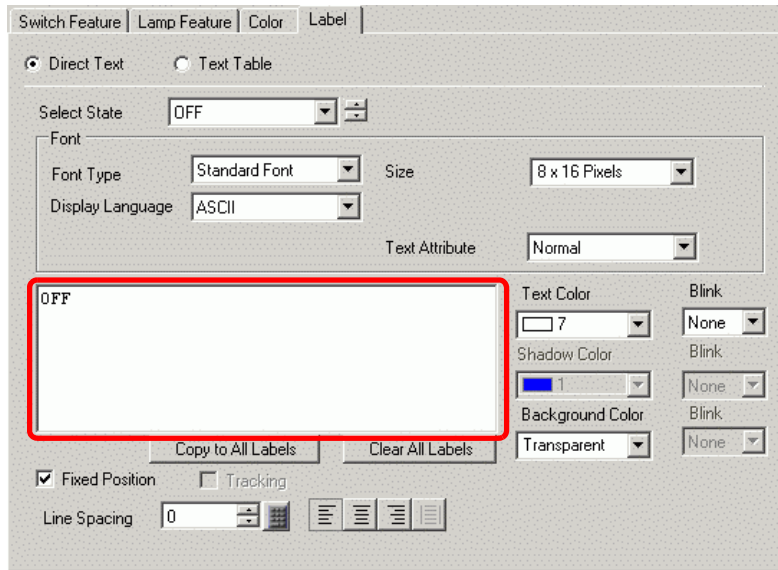 Switch Feature Lamp Feature Color Label
Direct Text Text Table
Select State OFF
Font
Font Type Standard Font Size 8 x 16 Pixels
Display Language ASCII
Text Attribute Normal
OFF
Text Color Blink
7 None
Shadow Color Blink
1 None
Background Color Blink
Transparent None
Copy to All Labels Clear All Labels
Fixed Position Tracking
Line Spacing 0